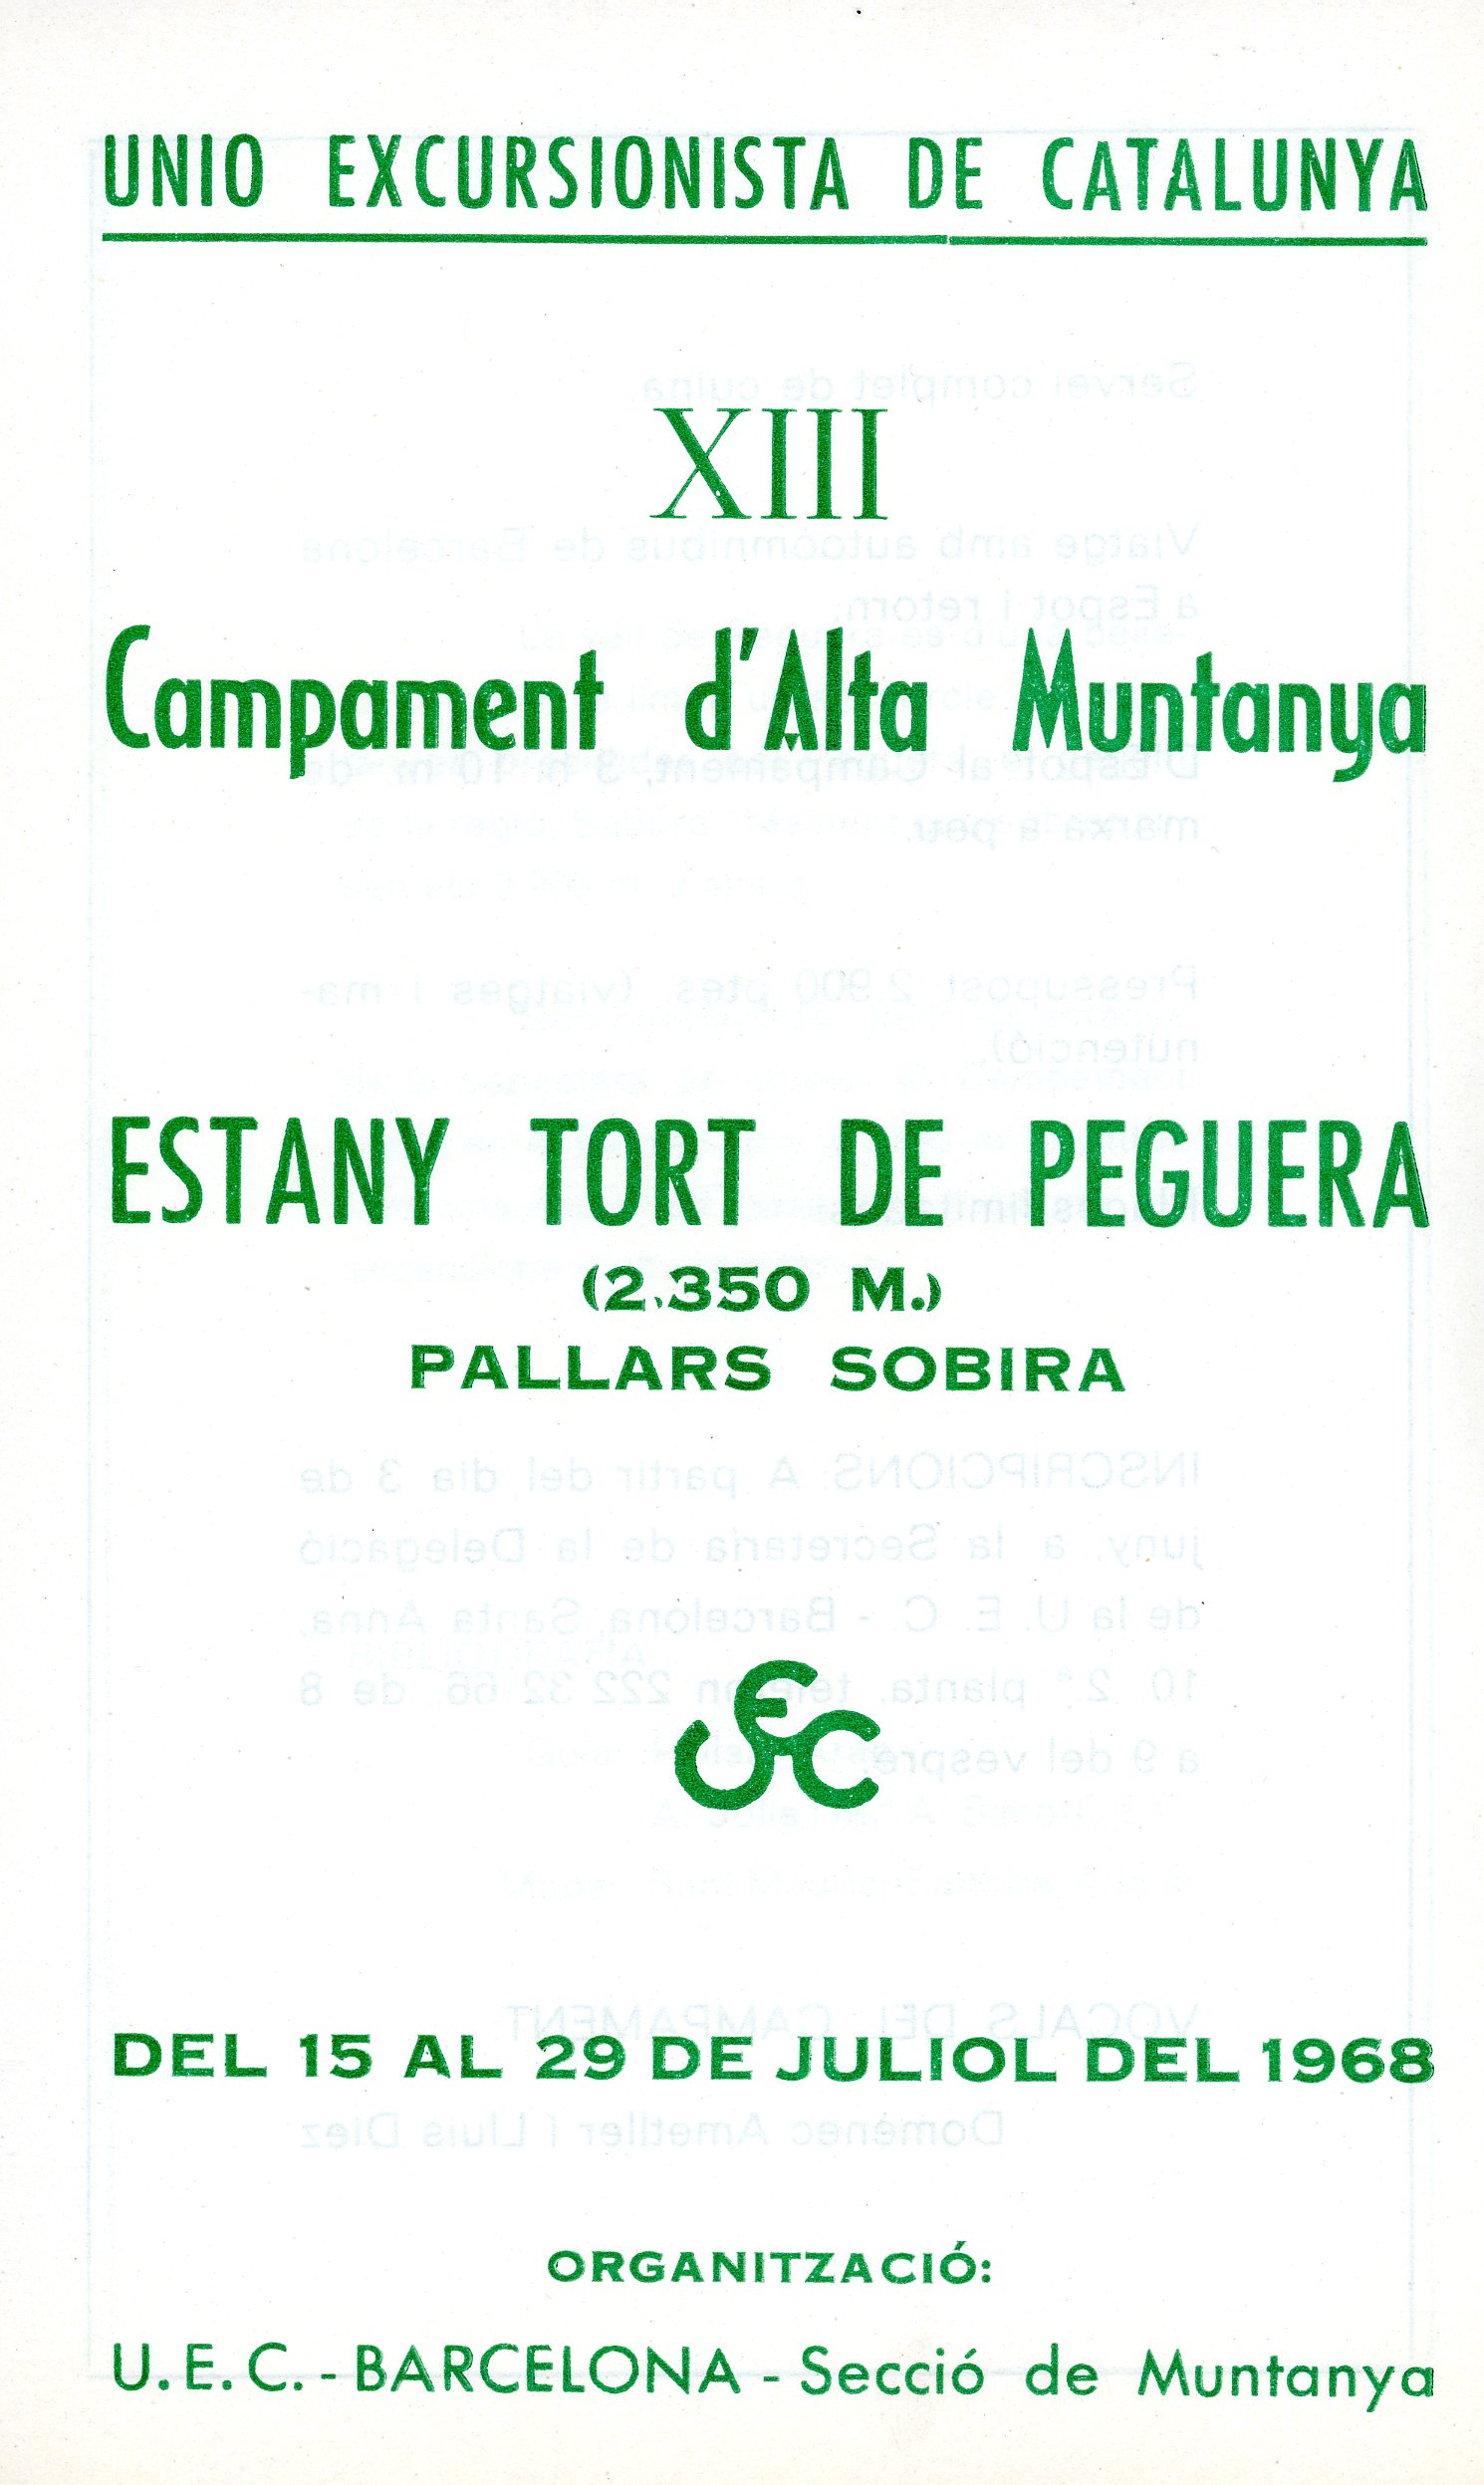 UNIO EXCURSIONISTA DE CATALUNYA
XIII
Campament d'Alta Muntanya
ESTANY TORT DE PEGUERA
(2.350 M.)
PALLARS SOBIRA
UEC
DEL 15 AL 29 DE JULIOL DEL 1968
ORGANITZACIÓ:
U.E.C. - BARCELONA - Secció de Muntanya